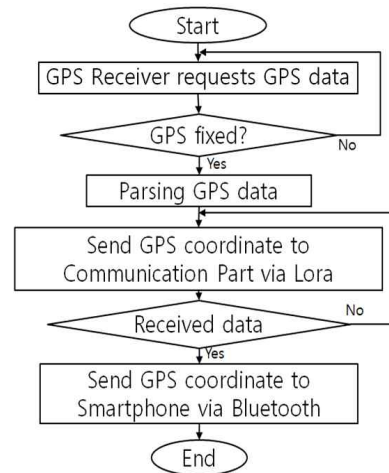 Start
GPS Receiver requests GPS data
GPS fixed?
No
Yes
Parsing GPS data
Send GPS coordinate to
Communication Part via Lora
Received data
No
Yes
Send GPS coordinate to
Smartphone via Bluetooth
End